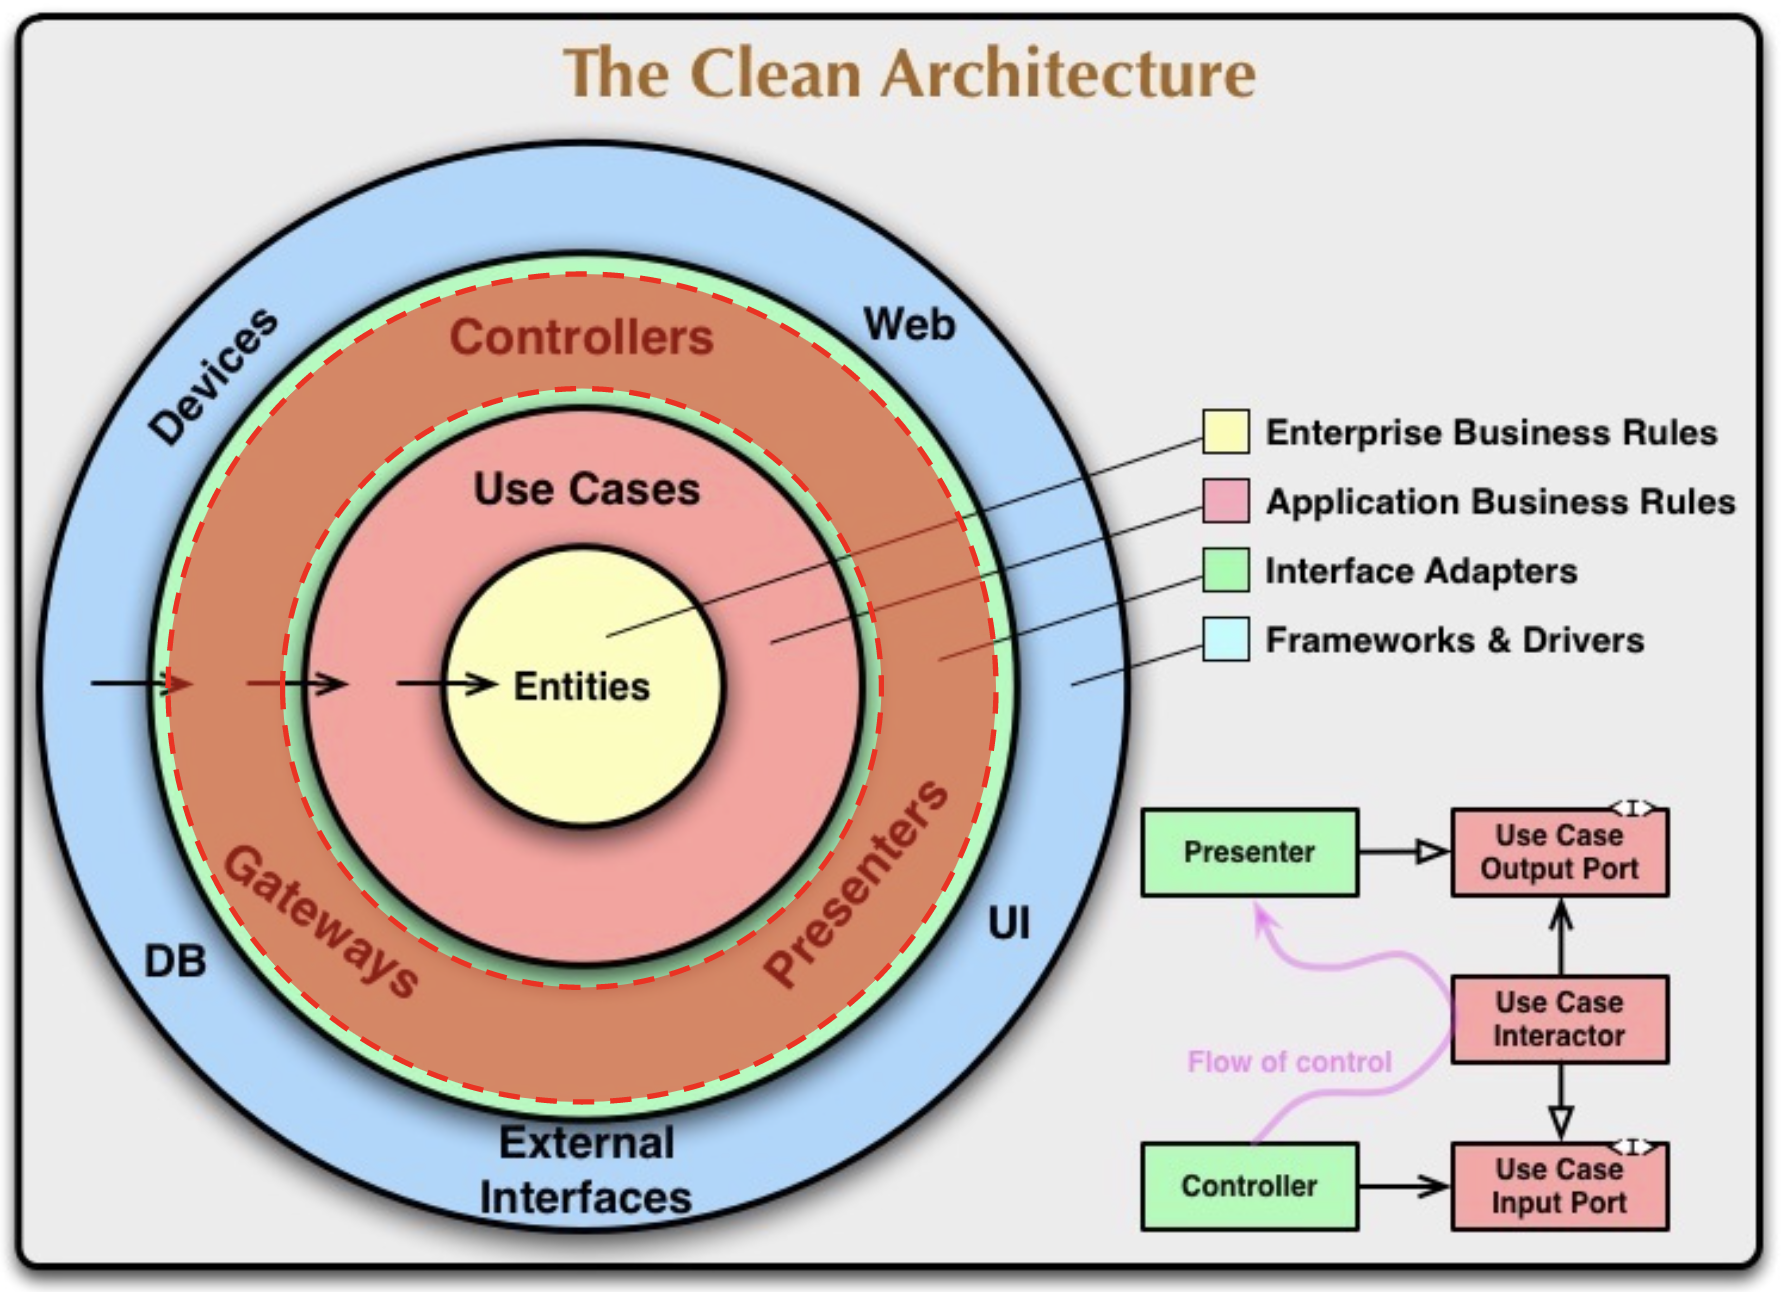 The Clean Architecture
Devices
Web
Controllers
Use Cases
Entities
Gateways
Presenters
DB
UI
External
Interfaces
Enterprise Business Rules
Application Business Rules
Interface Adapters
Frameworks & Drivers
Presenter
<I>
Use Case
Output Port
Use Case
Interactor
Flow of control
Controller
<I>
Use Case
Input Port